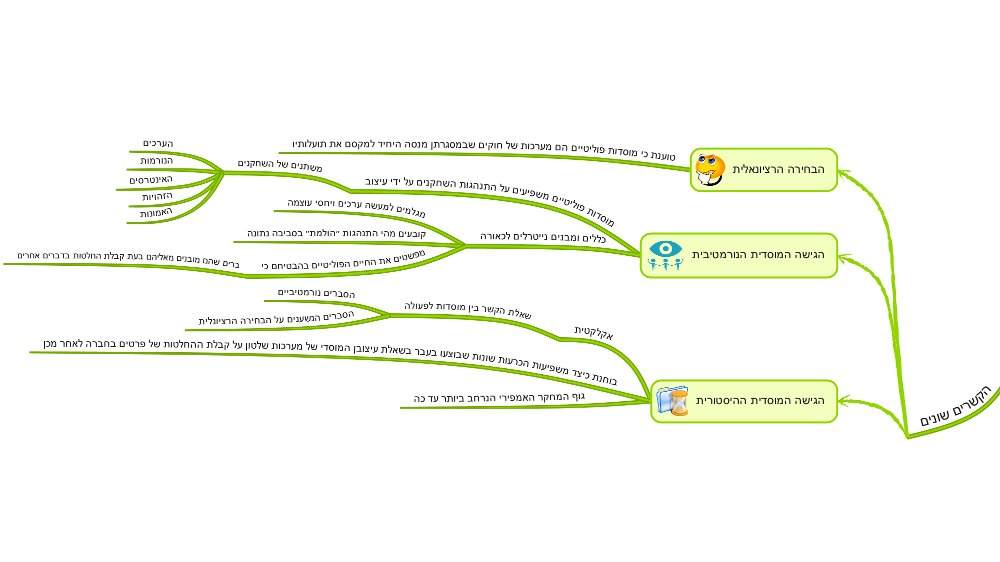 הקשרים שונים
הבחירה הרציונאלית
טוענת כי מוסדות פוליטיים הם מערכות של חוקים שבמסגרתן מנסה היחיד למקסם את תועלותיו
הגישה המוסדית הנורמטיבית
מוסדות פוליטיים משפיעים על התנהגות השחקנים על ידי עיצוב
משתנים של השחקנים
הערכים
הנורמות
האינטרסים
הזהויות
האמונות
כללים ומבנים נייטרלים לכאורה
מגלמים למעשה ערכים ויחסי עוצמה
קובעים מהי התנהגות ״הולמת״ בסביבה נתונה
מפשטים את החיים הפוליטיים בהבטיחם כי
ברים שהם מובנים מאליהם בעת קבלת החלטות בדברים אחרים
הגישה המוסדית ההיסטורית
אקלקטית
שאלת הקשר בין מוסדות לפעולה
הסברים נורמטיביים
הסברים הנשענים על הבחירה הרציונלית
בוחנת כיצד משפיעות הכרעות שונות שבוצעו בעבר בשאלת עיצובן המוסדי של מערכות שלטון על קבלת ההחלטות של פרטים בחברה לאחר מכן
גוף המחקר האמפירי הנרחב ביותר עד כה